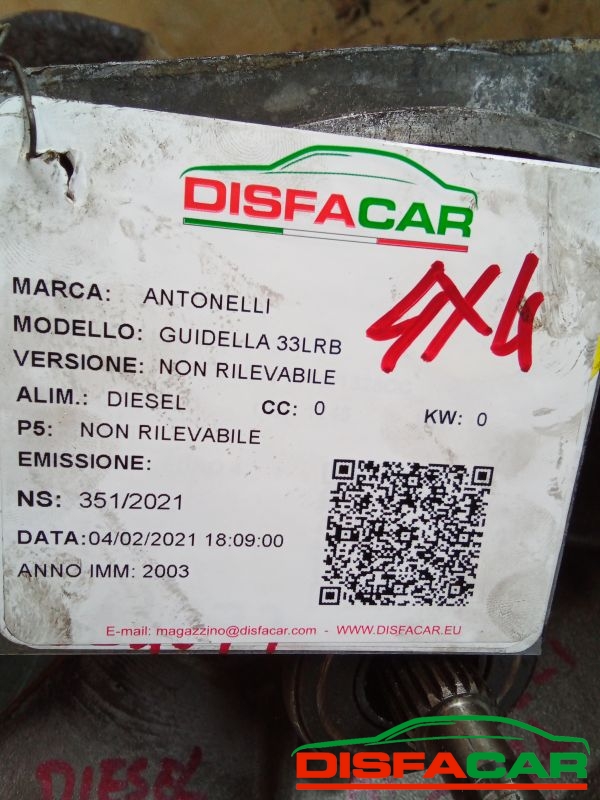 DISFACAR
4X4
MARCA: ANTONELLI
MODELLO: GUIDELLA 33LRB
VERSIONE: NON RILEVABILE
ALIM.: DIESEL CC: 0 KW: 0
P5: NON RILEVABILE
EMISSIONE:
NS: 351/2021
DATA:04/02/2021 18:09:00
ANNO IMM: 2003
E-mail: magazzino@disfacar.com - WWW.DISFACAR.EU
DIESEL
DISFACAR